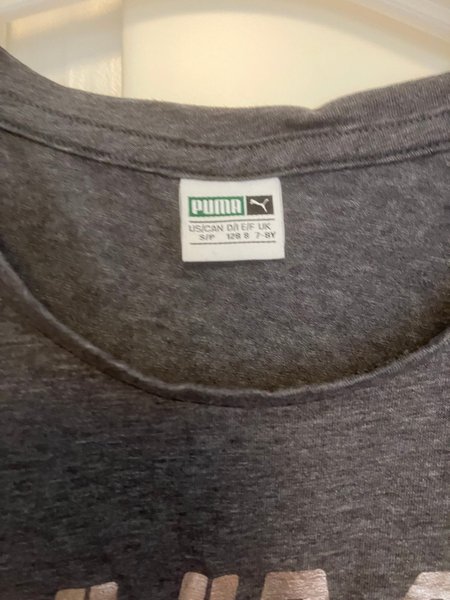 PUMA
US/CAN D/I E/F UK
S/P 128 8 7-8Y